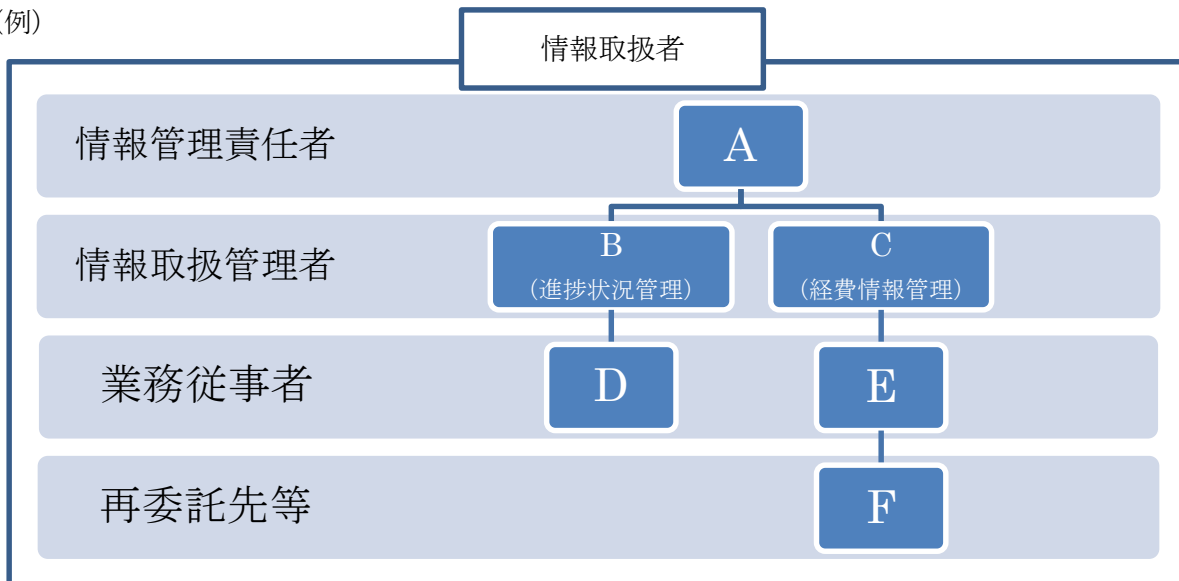 (例)
情報取扱者
情報管理責任者
A
情報取扱管理者
B
（進捗状況管理）
C
（経費情報管理）
業務従事者
D
E
再委託先等
F